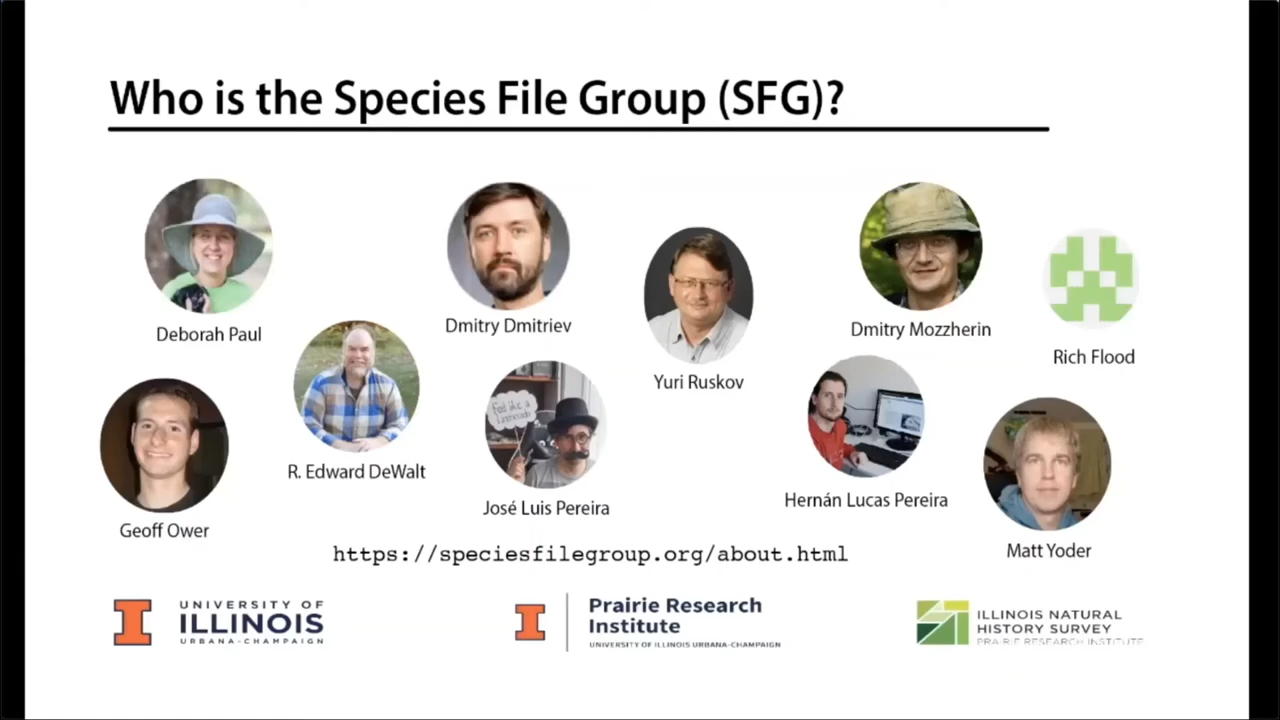 Who is the Species File Group (SFG)?
Deborah Paul
Dmitry Dmitriev
Yuri Ruskov
Dmitry Mozzherin
Rich Flood
Geoff Ower
R. Edward DeWalt
Feel like a
José Luis Pereira
Hernán Lucas Pereira
Matt Yoder
https://speciesfilegroup.org/about.html
UNIVERSITY OF
ILLINOIS
URBANA-CHAMPAIGN
Prairie Research
Institute
UNIVERSITY OF ILLINOIS URBANA-CHAMPAIGN
ILLINOIS NATURAL
HISTORY SURVEY
PRAIRIE RESEARCH INSTITUTE